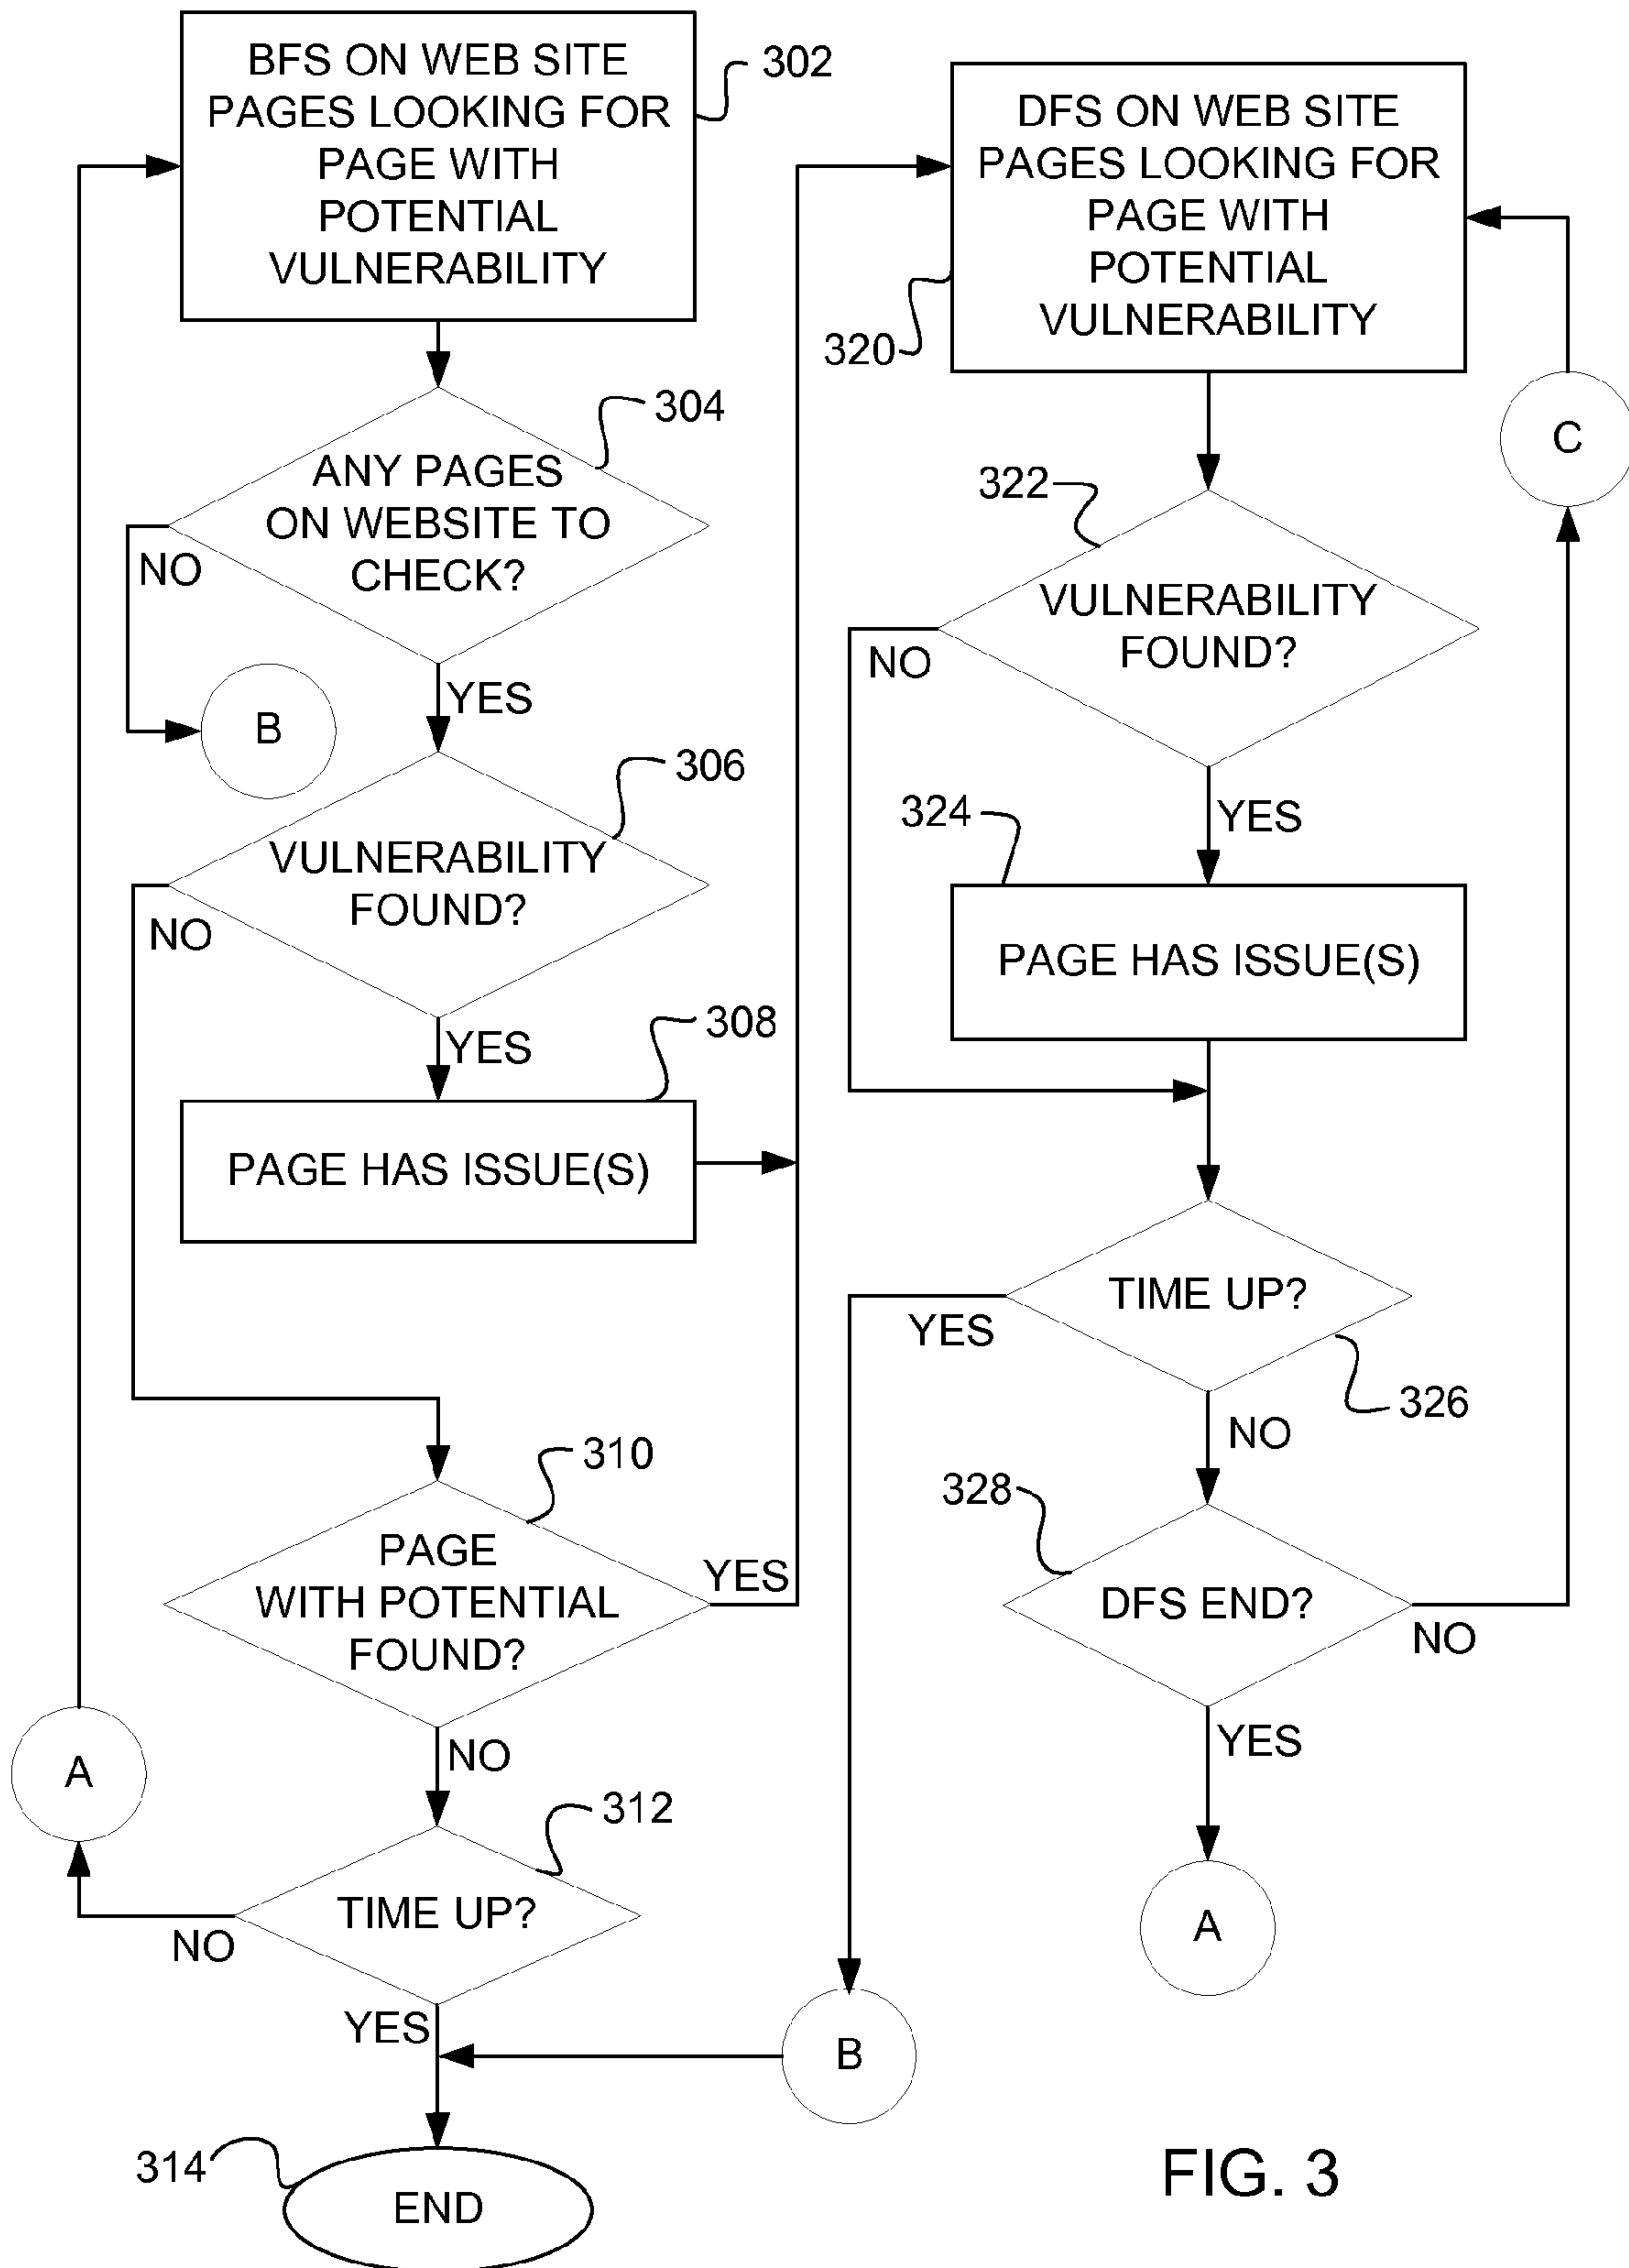 BFS ON WEB SITE
PAGES LOOKING FOR
PAGE WITH
POTENTIAL
VULNERABILITY
302
304
ANY PAGES
ON WEBSITE TO
CHECK?
NO
YES
B
306
VULNERABILITY
FOUND?
NO
YES
308
PAGE HAS ISSUE(S)
310
PAGE
WITH POTENTIAL
FOUND?
YES
NO
A
312
TIME UP?
NO
YES
314
END
DFS ON WEB SITE
PAGES LOOKING FOR
PAGE WITH
POTENTIAL
VULNERABILITY
320
C
322
VULNERABILITY
FOUND?
NO
YES
324
PAGE HAS ISSUE(S)
TIME UP?
YES
326
NO
328
DFS END?
NO
YES
A
B
FIG. 3